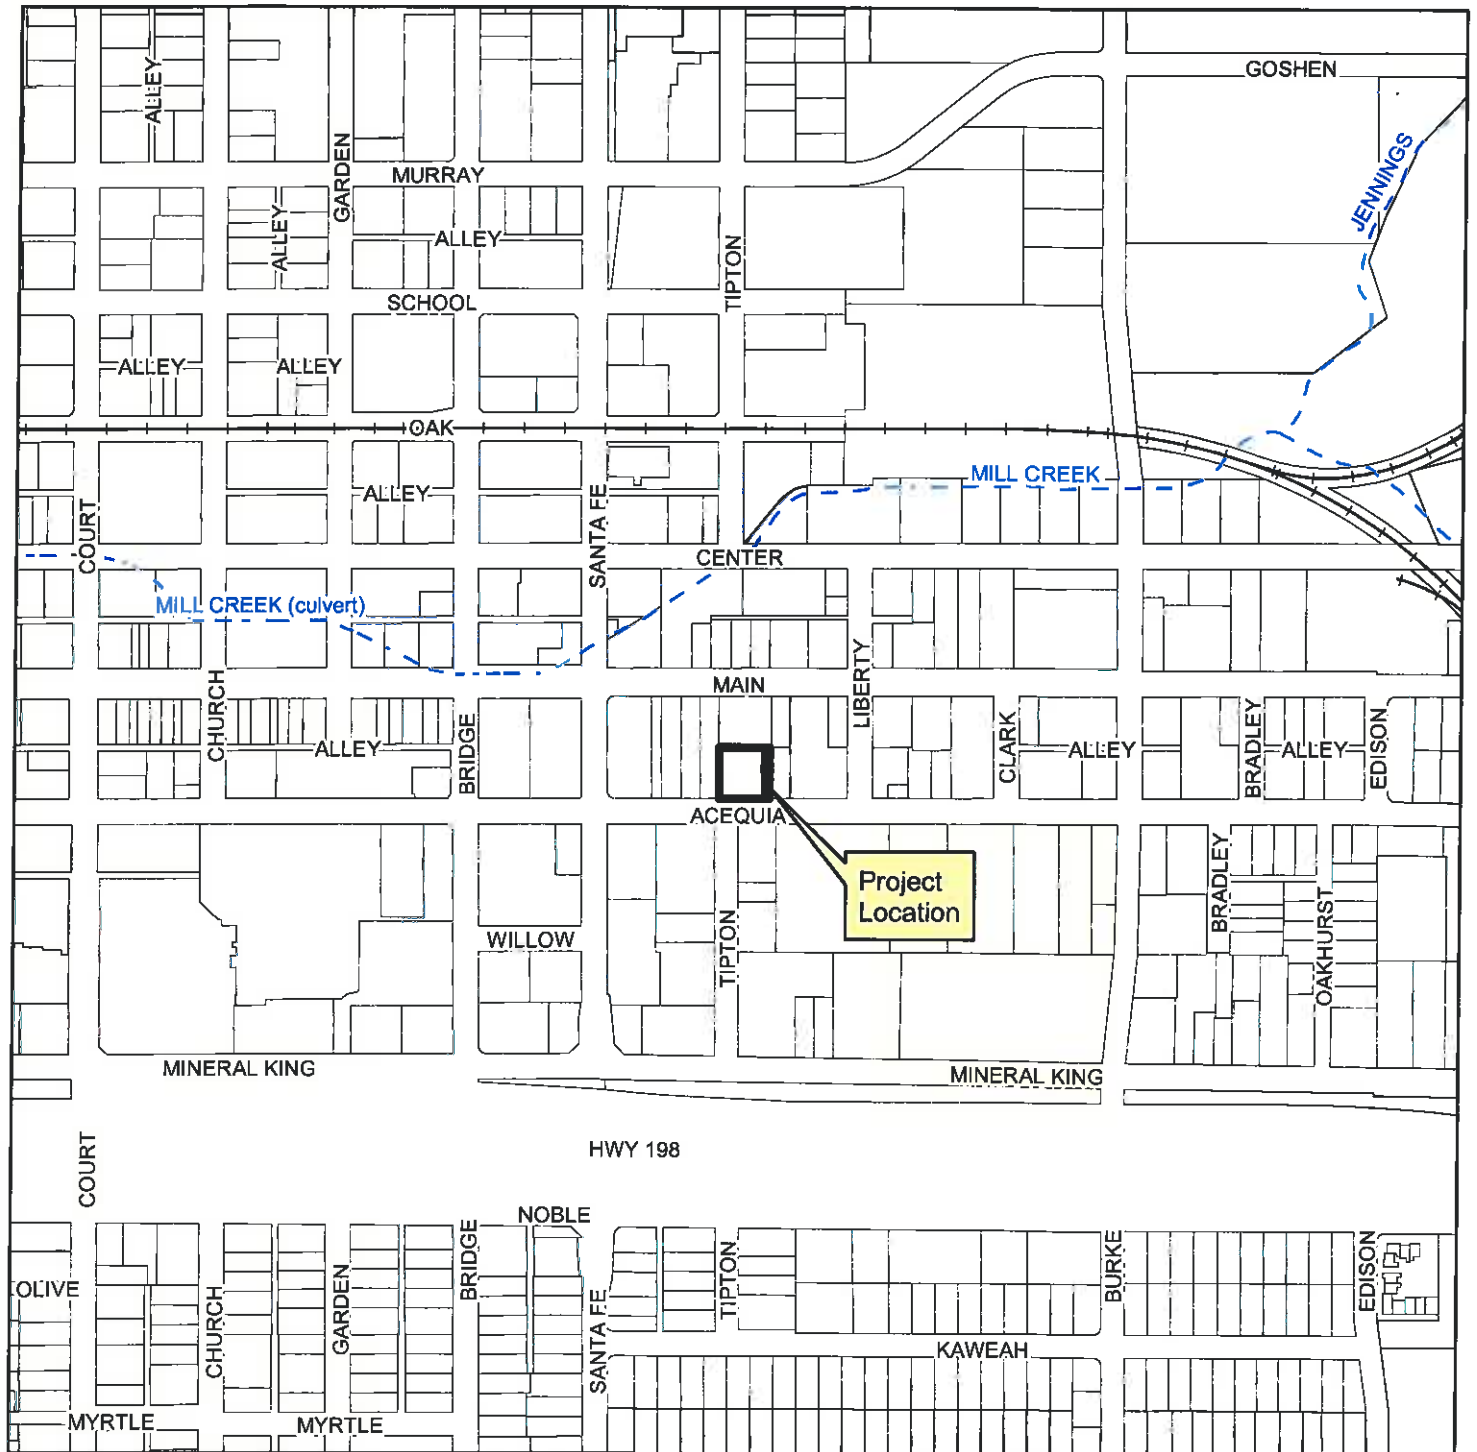 GOSHEN
ALLEY
GARDEN
MURRAY
JENNINGS
ALLEY
ALLEY
TIPTON
SCHOOL
ALLEY
ALLEY
OAK
MILL CREEK
ALLEY
COURT
SANTA FE
CENTER
MILL CREEK (culvert)
MAIN
LIBERTY
CHURCH
BRIDGE
ALLEY
CLARK
ALLEY
BRADLEY
ALLEY
EDISON
ACEQUIA
Project
Location
BRADLEY
WILLOW
TIPTON
OAKHURST
MINERAL KING
MINERAL KING
COURT
HWY 198
NOBLE
BRIDGE
TIPTON
BURKE
EDISON
OLIVE
CHURCH
GARDEN
SANTA FE
KAWEAH
MYRTLE
MYRTLE